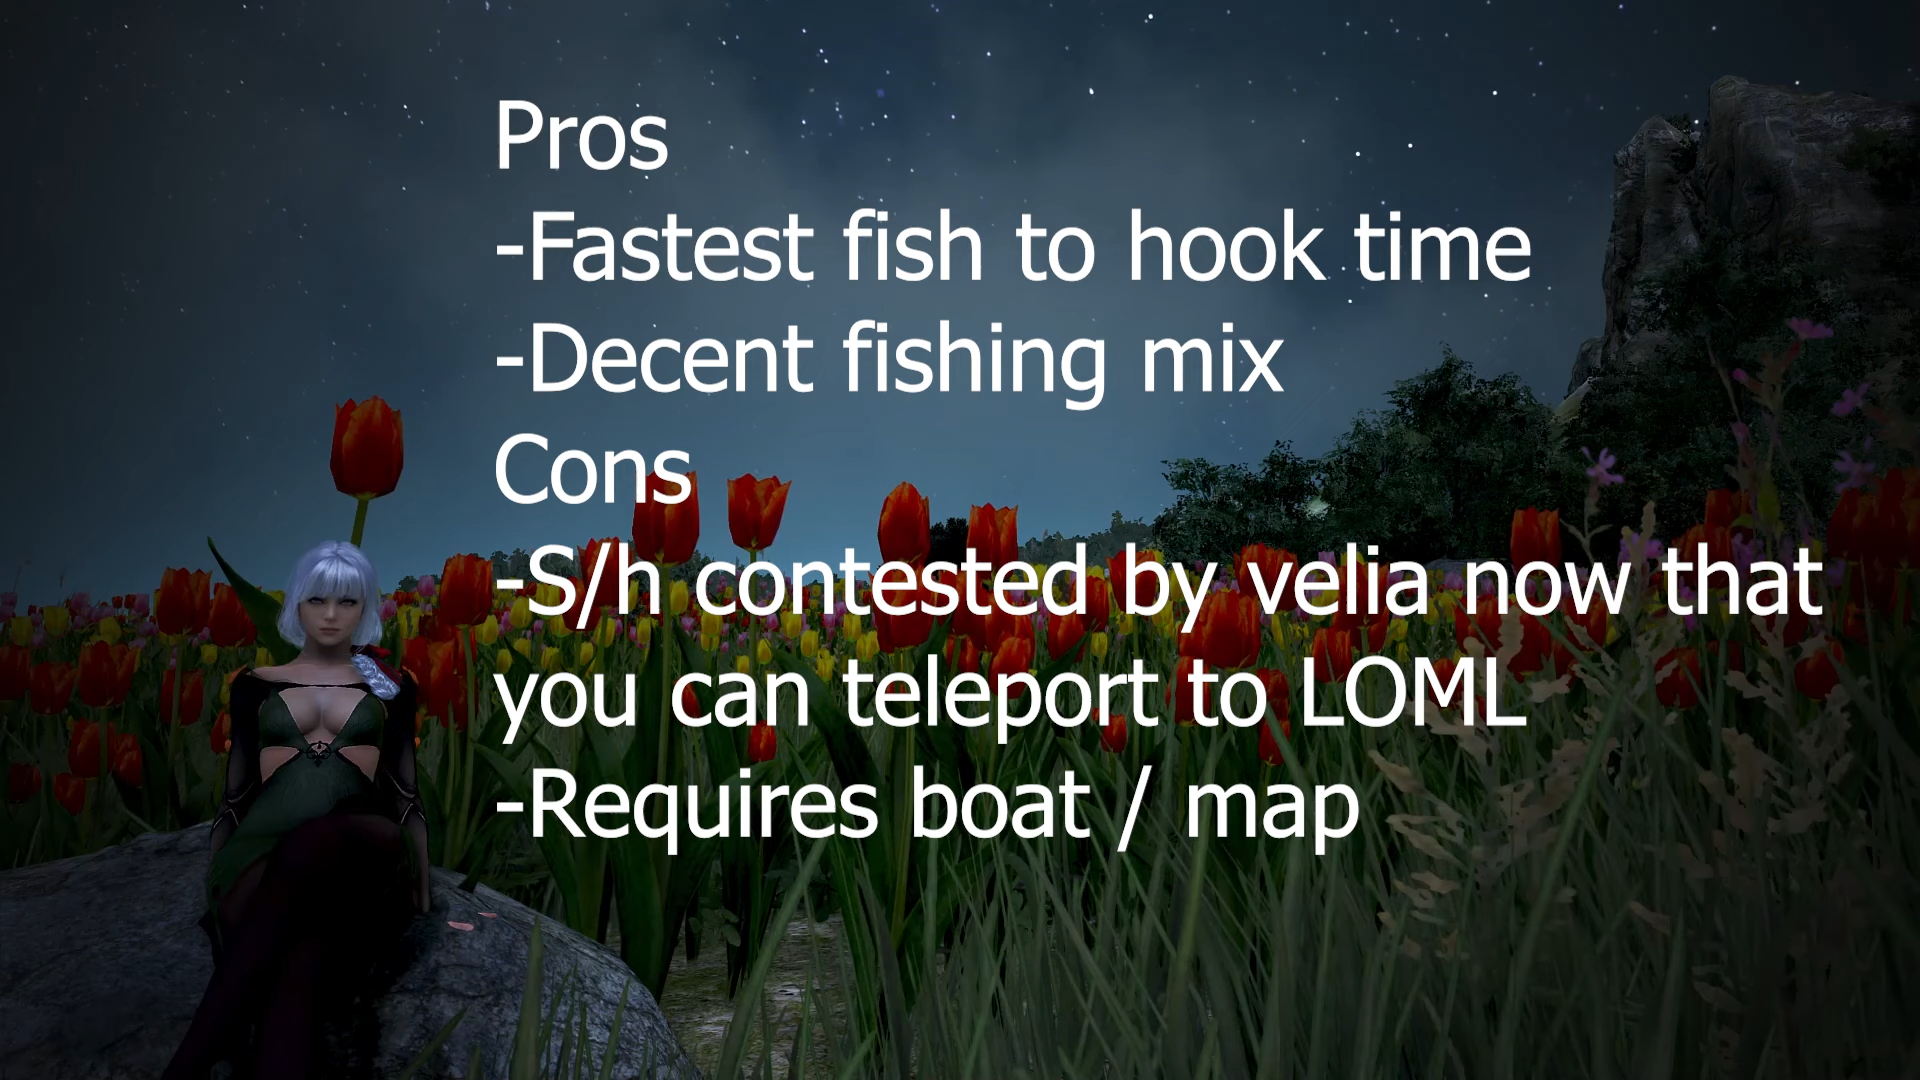 Pros
-Fastest fish to hook time
-Decent fishing mix
Cons
-S/h contested by velia now that
you can teleport to LOML
-Requires boat / map